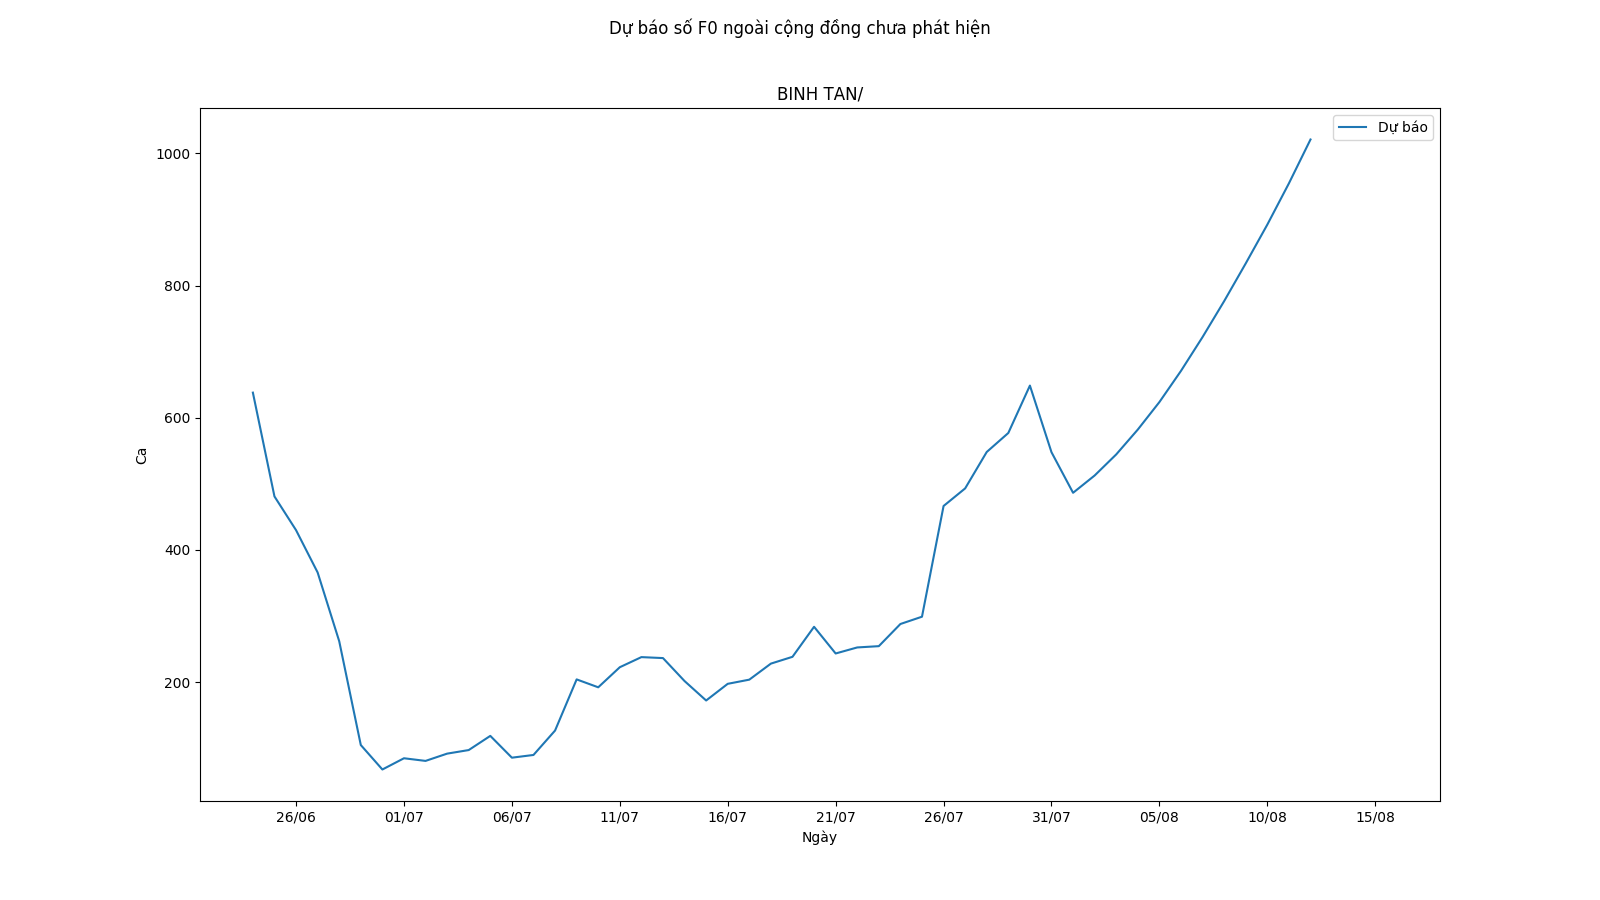 Dự báo số F0 ngoài cộng đồng chưa phát hiện
BINH TAN/
Dự báo
1000
800
600
400
200
Ca
26/06 01/07 06/07 11/07 16/07 21/07 26/07 31/07 05/08 10/08 15/08
Ngày